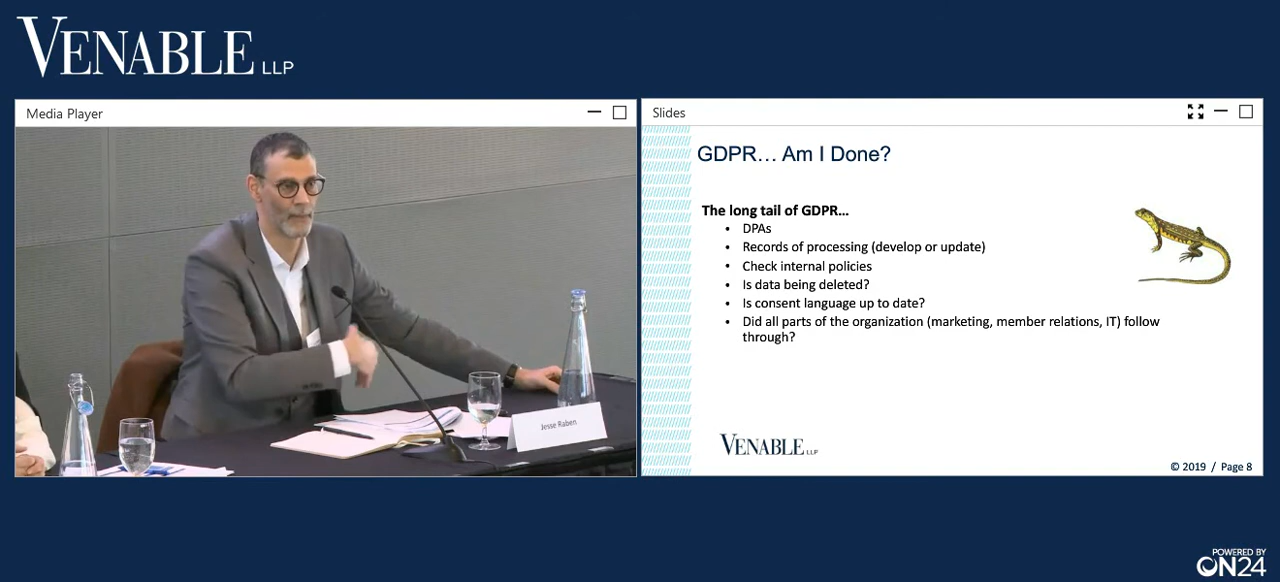 VENABLE LLP
Media Player
Jesse Raben
Slides
GDPR... Am I Done?
The long tail of GDPR...
• DPAs
• Records of processing (develop or update)
• Check internal policies
• Is data being deleted?
• Is consent language up to date?
• Did all parts of the organization (marketing, member relations, IT) follow
through?
VENABLE LLP
© 2019 / Page 8
POWERED BY
ON24